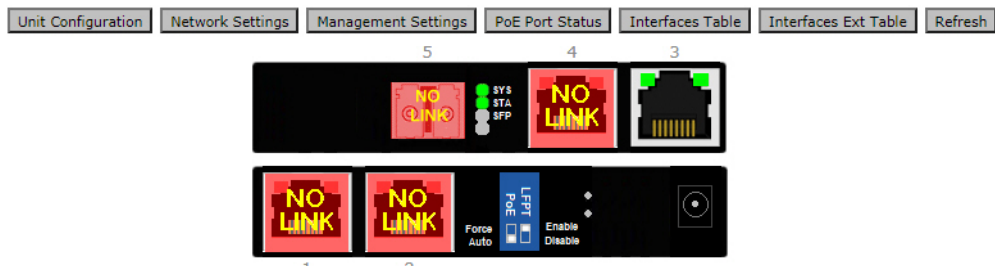 Unit Configuration Network Settings Management Settings PoE Port Status Interfaces Table Interfaces Ext Table Refresh
5 4 3
NO LINK
SYS
STA
SFP
NO LINK
NO LINK
NO LINK
PoE LFPT
Force Enable
Auto Disable
1 2